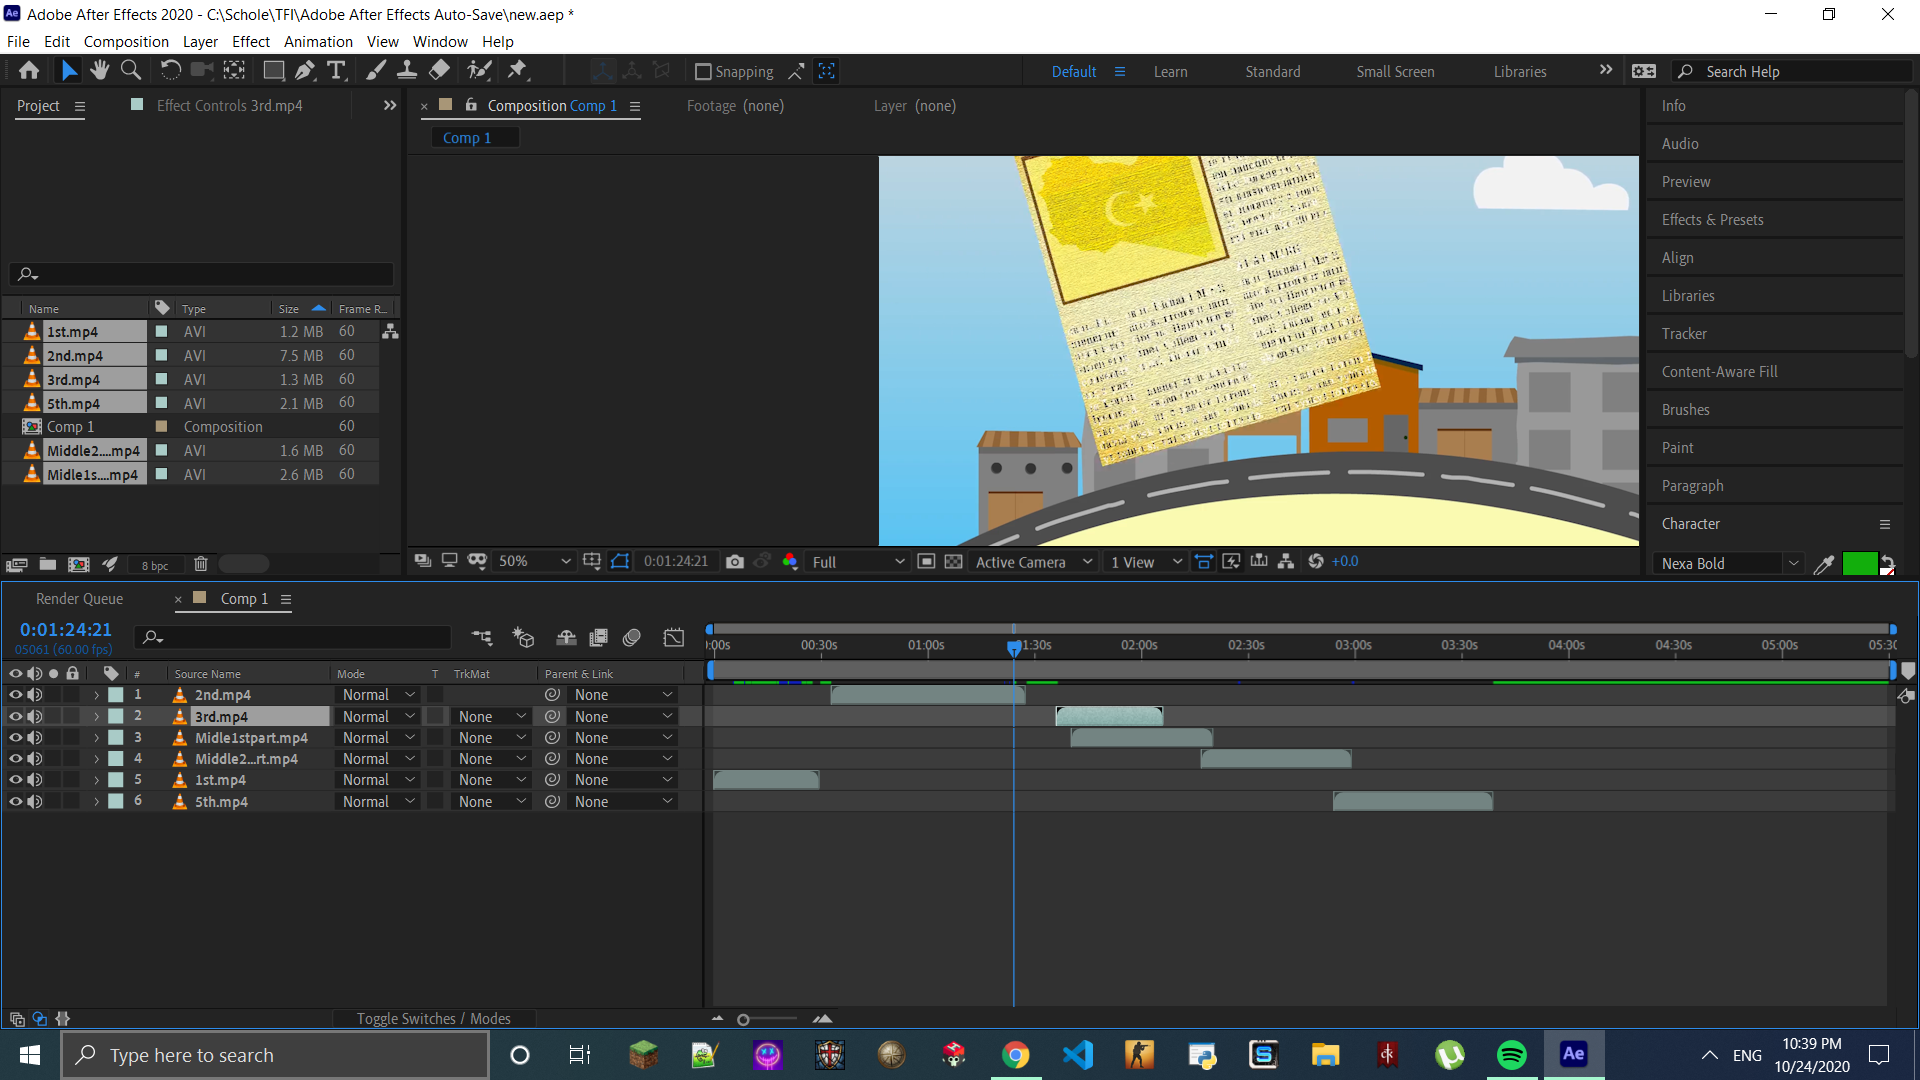 Adobe After Effects 2020 - C:\Schole\TFI\Adobe After Effects Auto-Save\new.aep *
File Edit Composition Layer Effect Animation View Window Help
Snapping
Default Learn Standard Small Screen Libraries Search Help
Project Effect Controls 3rd.mp4 Composition Comp 1 Footage (none) Layer (none)
Comp 1
Name Type Size Frame R...
1st.mp4 AVI 1.2 MB 60
2nd.mp4 AVI 7.5 MB 60
3rd.mp4 AVI 1.3 MB 60
5th.mp4 AVI 2.1 MB 60
Comp 1 Composition 60
Middle2....mp4 AVI 1.6 MB 60
Midle1s....mp4 AVI 2.6 MB 60
8 bpc
50% 0:01:24:21 Full Active Camera 1 View +0.0
Info
Audio
Preview
Effects & Presets
Align
Libraries
Tracker
Content-Aware Fill
Brushes
Paint
Paragraph
Character
Nexa Bold
Render Queue Comp 1
0:01:24:21
05061 (60.00 fps)
:00s 00:30s 01:00s 01:30s 02:00s 02:30s 03:00s 03:30s 04:00s 04:30s 05:00s 05:30
# Source Name Mode T TrkMat Parent & Link
1 2nd.mp4 Normal None
2 3rd.mp4 Normal None None
3 Midle1stpart.mp4 Normal None None
4 Middle2...rt.mp4 Normal None None
5 1st.mp4 Normal None None
6 5th.mp4 Normal None None
Toggle Switches / Modes
Type here to search
Ae
ENG
10:39 PM
10/24/2020